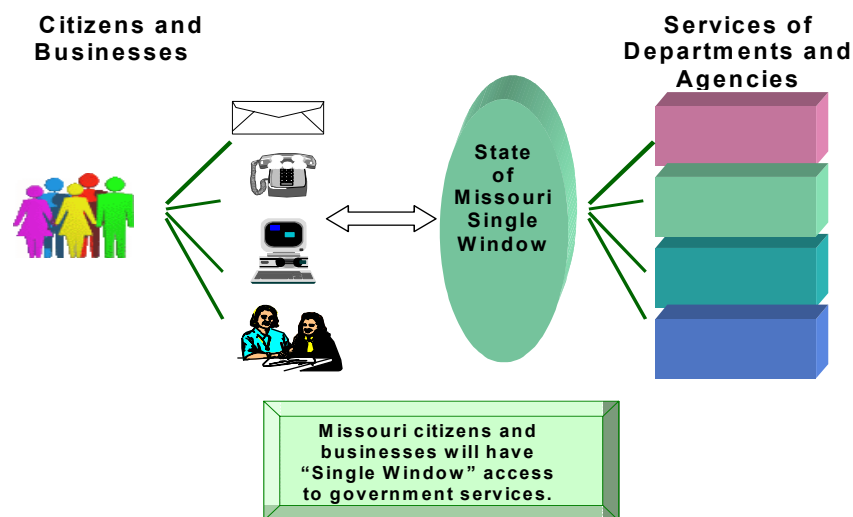 Citizens and
Businesses
Services of
Departments and
Agencies
State
of
Missouri
Single
Window
Missouri citizens and
businesses will have
“Single Window” access
to government services.